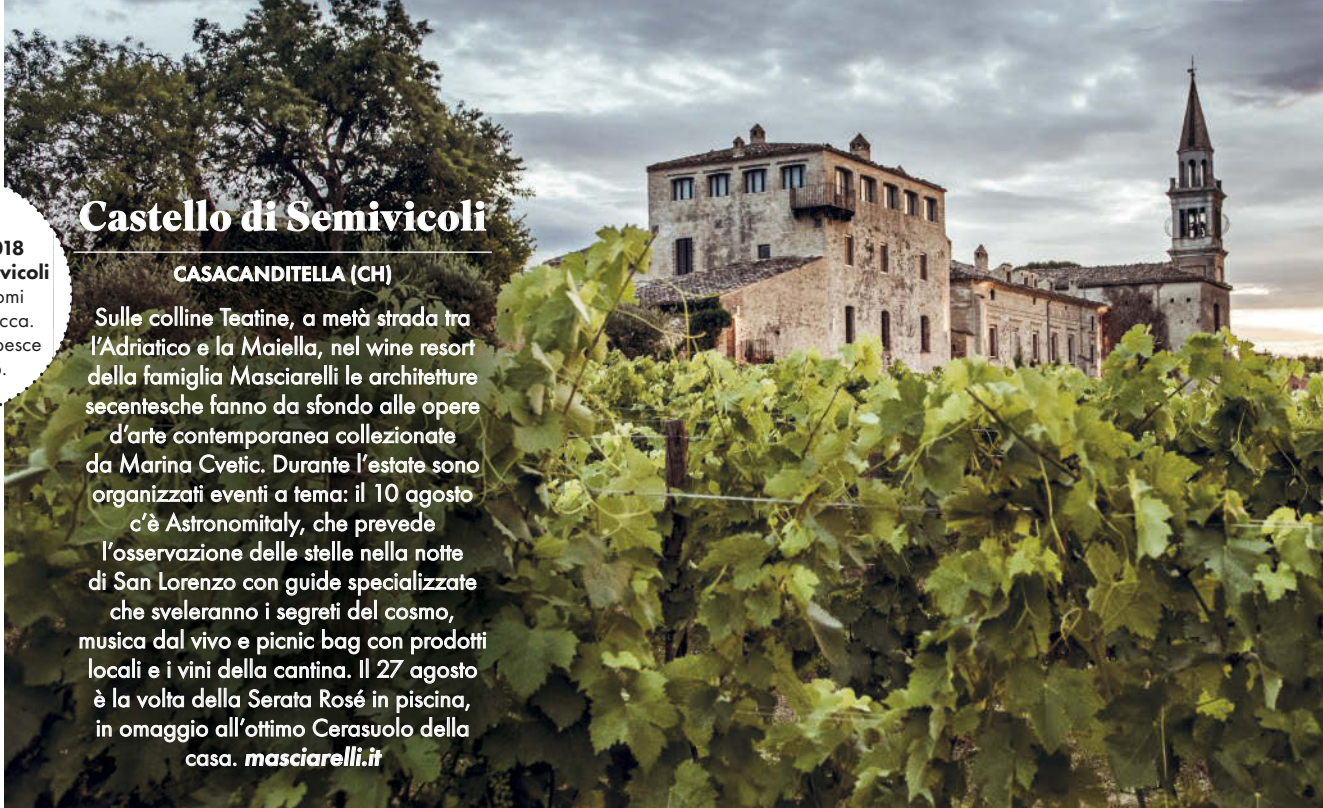 Castello di Semivicoli
CASACANDITELLA (CH)
Sulle colline Teatine, a metà strada tra
l’Adriatico e la Maiella, nel wine resort
della famiglia Masciarelli le architetture
secentesche fanno da sfondo alle opere
d’arte contemporanea collezionate
da Marina Cvetic. Durante l’estate sono
organizzati eventi a tema: il 10 agosto
c’è Astronomitaly, che prevede
l’osservazione delle stelle nella notte
di San Lorenzo con guide specializzate
che sveleranno i segreti del cosmo,
musica dal vivo e picnic bag con prodotti
locali e i vini della cantina. Il 27 agosto
è la volta della Serata Rosé in piscina,
in omaggio all’ottimo Cerasuolo della
casa. masciarelli.it